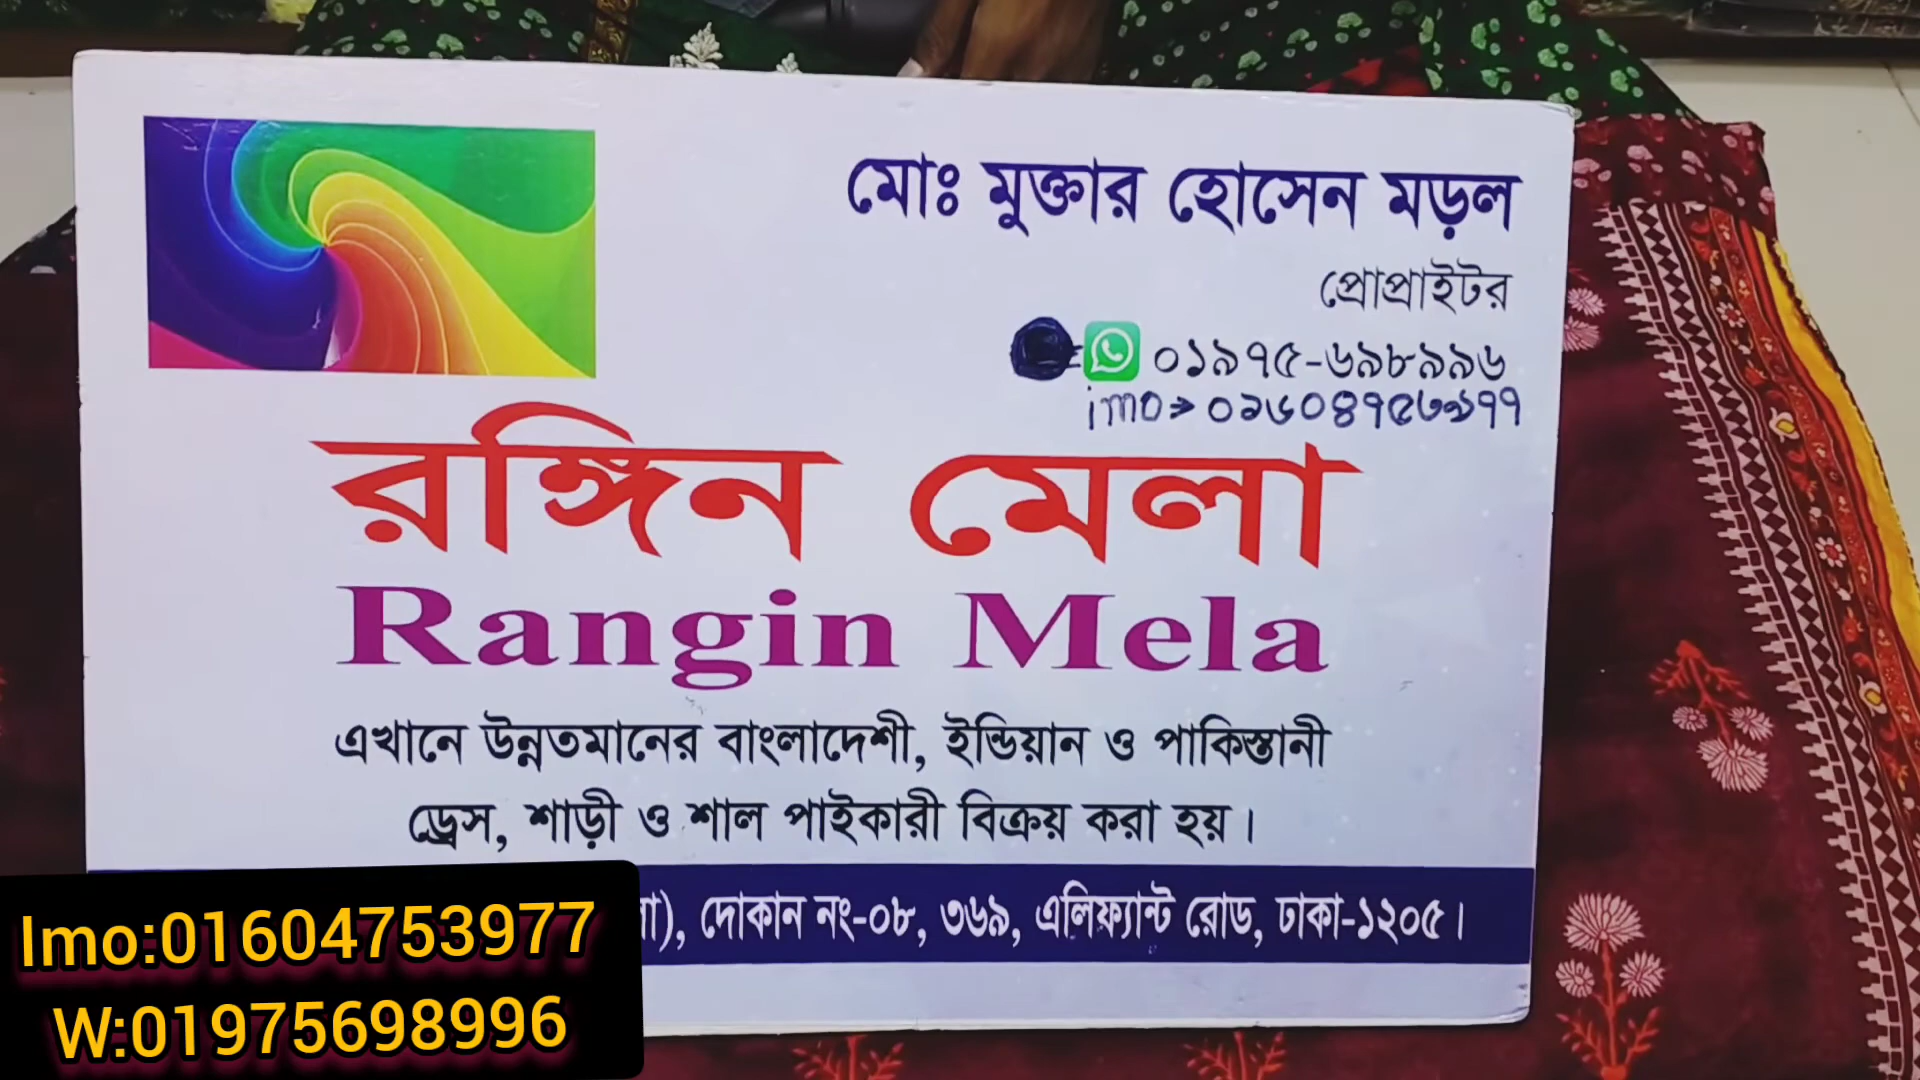 মোঃ মুক্তার হোসেন মড়ল
প্রোপ্রাইটর
০১৯৭৫-৬৯৮৯৯৬
imo➤ ০১৬০৪৭৫৩৯৭৭
রঙ্গিন মেলা
Rangin Mela
এখানে উন্নতমানের বাংলাদেশী, ইন্ডিয়ান ও পাকিস্তানী
ড্রেস, শাড়ী ও শাল পাইকারী বিক্রয় করা হয়।
দোকান নং-০৮, ৩৬৯, এলিফ্যান্ট রোড, ঢাকা-১২০৫।
Imo:01604753977
W:01975698996